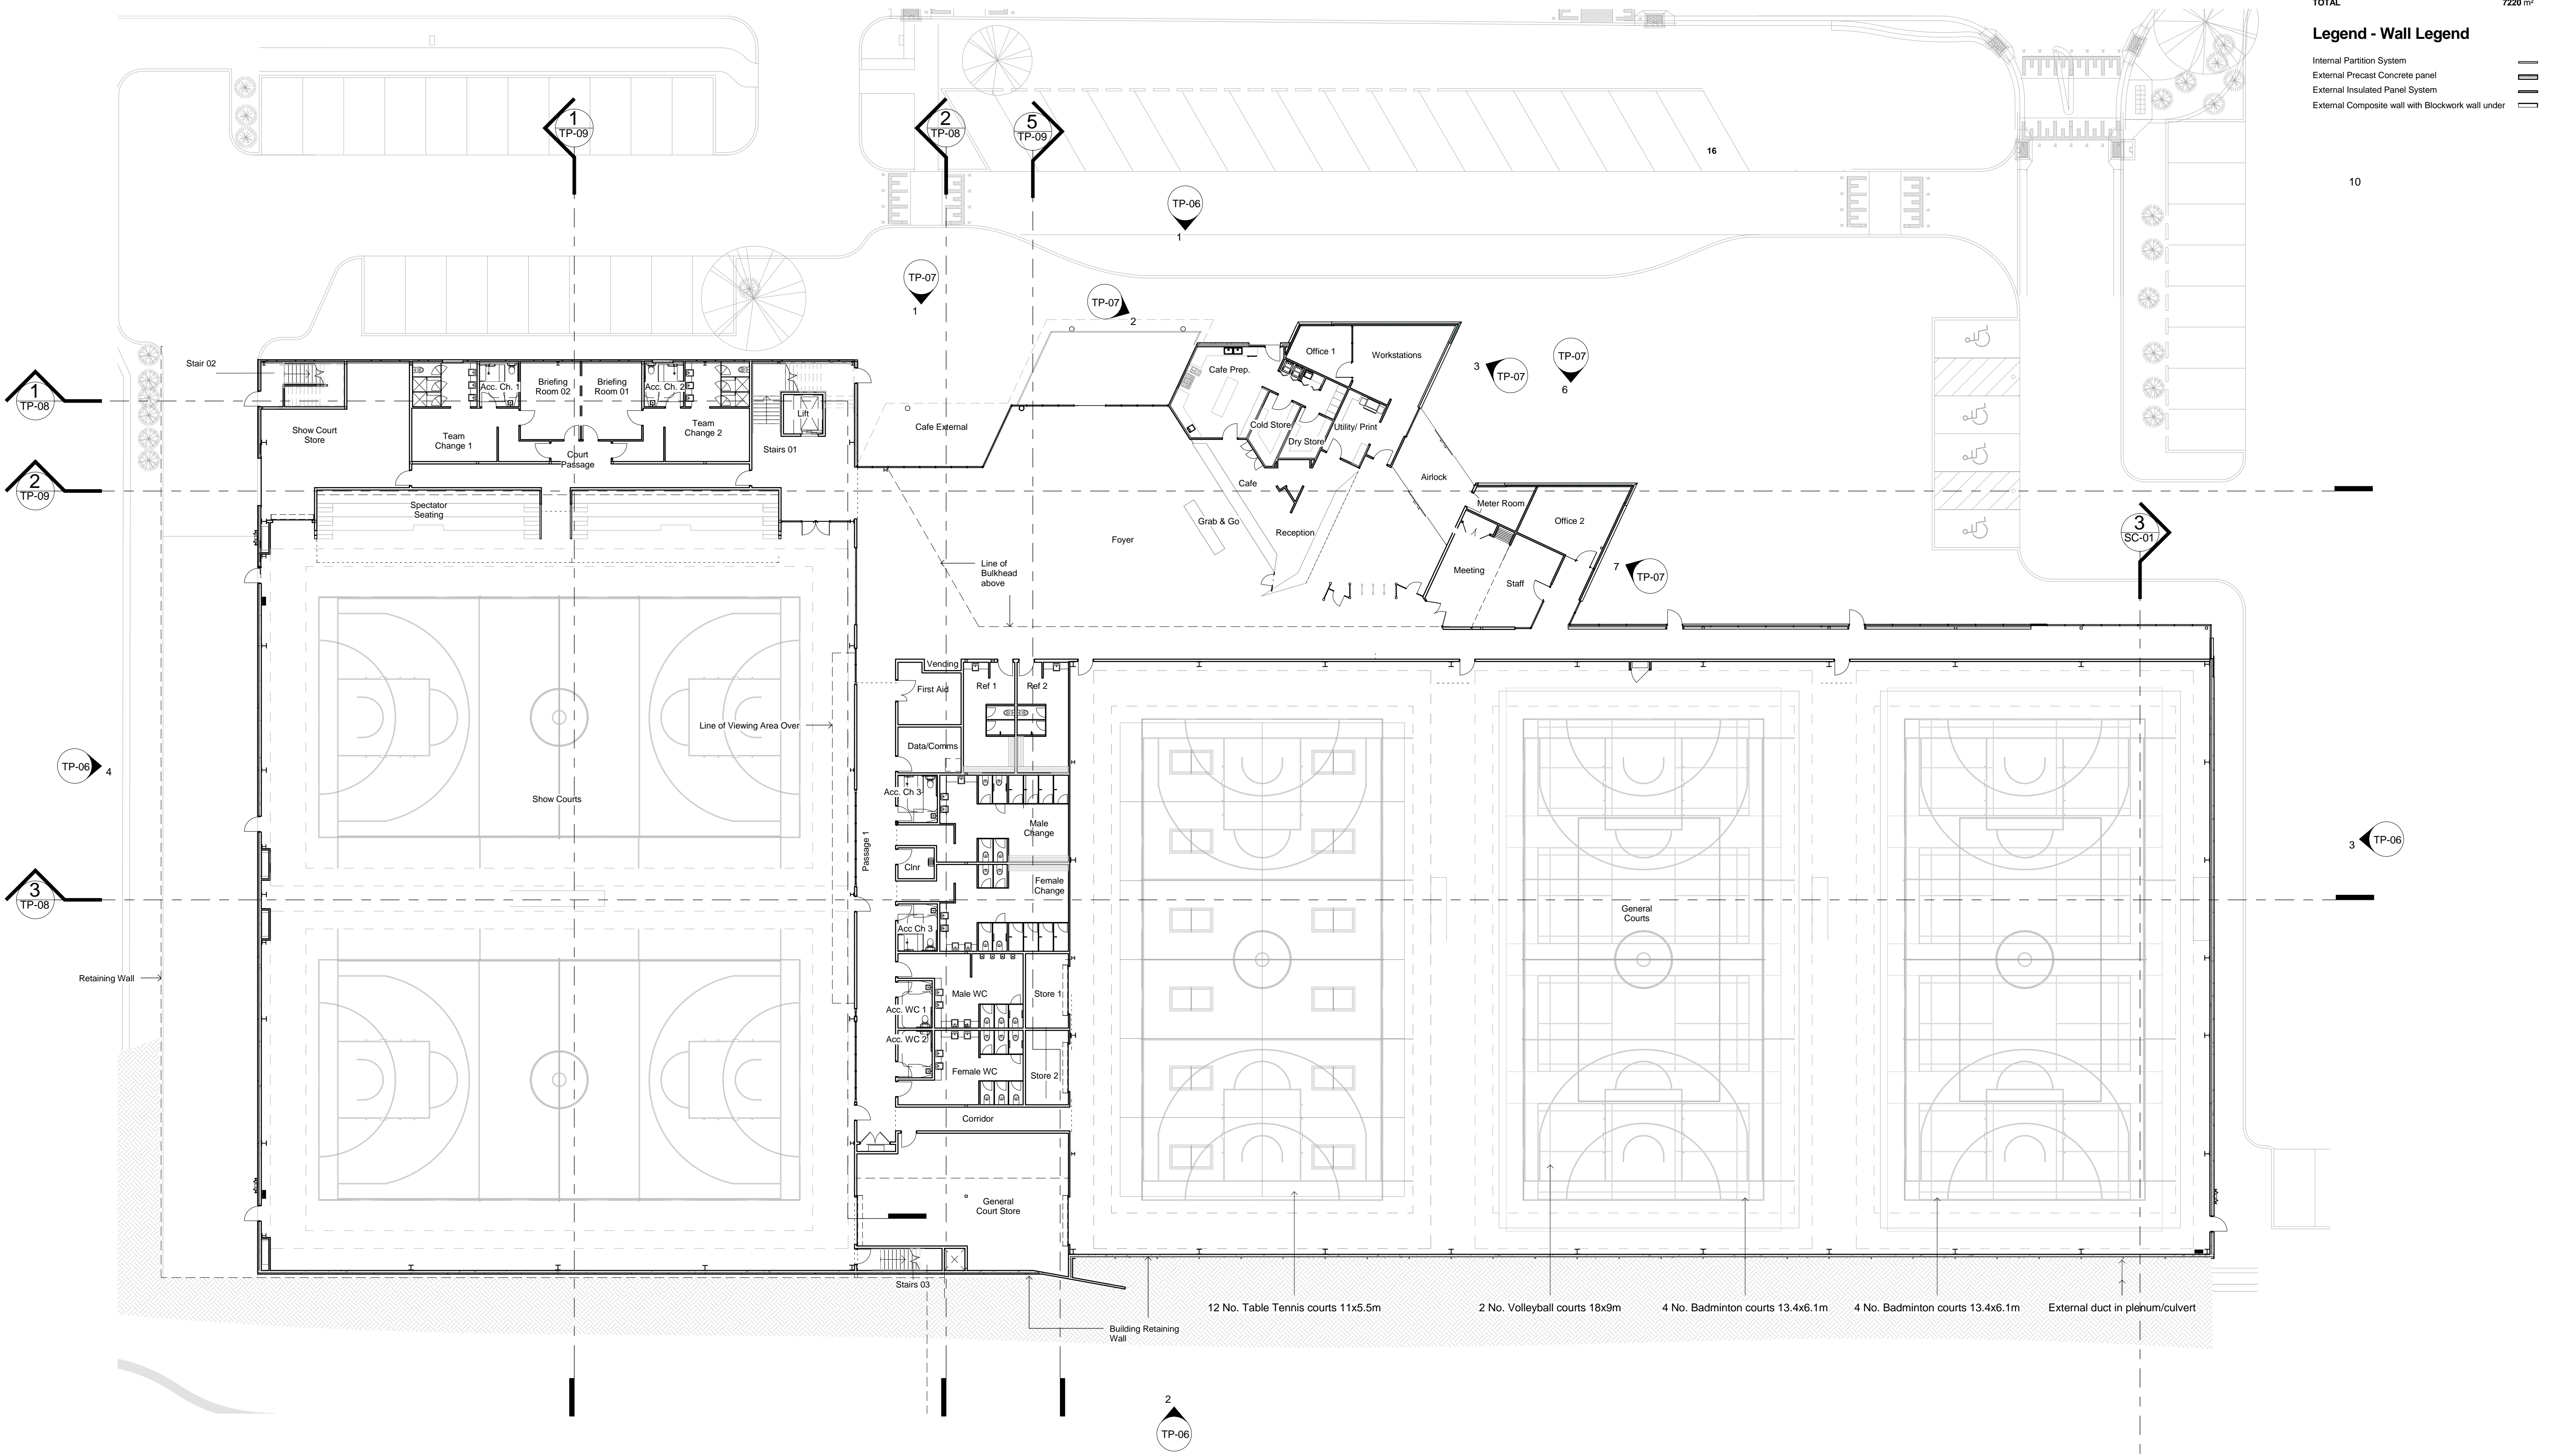 TOTAL 7220 m²
Legend - Wall Legend
Internal Partition System
External Precast Concrete panel
External Insulated Panel System
External Composite wall with Blockwork wall under
1
TP-09
2
TP-08
5
TP-09
16
10
TP-06
1
TP-07
1
TP-07
2
3
TP-07
TP-07
6
Stair 02
1
TP-08
2
TP-09
3
TP-08
Acc. Ch. 1
Briefing
Room 02
Briefing
Room 01
Acc. Ch. 2
Lift
Show Court
Store
Team
Change 1
Team
Change 2
Court
Passage
Stairs 01
Cafe External
Cafe Prep.
Office 1
Workstations
Cold Store
Dry Store
Utility/ Print
Airlock
Cafe
Grab & Go
Reception
Foyer
Meter Room
Office 2
Meeting
Staff
7
TP-07
3
SC-01
Spectator
Seating
Line of
Bulkhead
above
Vending
First Aid
Ref 1
Ref 2
Line of Viewing Area Over
Data/Comms
TP-06
4
Show Courts
Acc. Ch 3
Male
Change
Passage 1
Clnr
Female
Change
Acc Ch 3
General
Courts
3
TP-06
Retaining Wall
Male WC
Store 1
Acc. WC 1
Acc. WC 2
Female WC
Store 2
Corridor
General
Court Store
Stairs 03
12 No. Table Tennis courts 11x5.5m
2 No. Volleyball courts 18x9m
4 No. Badminton courts 13.4x6.1m
4 No. Badminton courts 13.4x6.1m
External duct in plenum/culvert
Building Retaining
Wall
2
TP-06